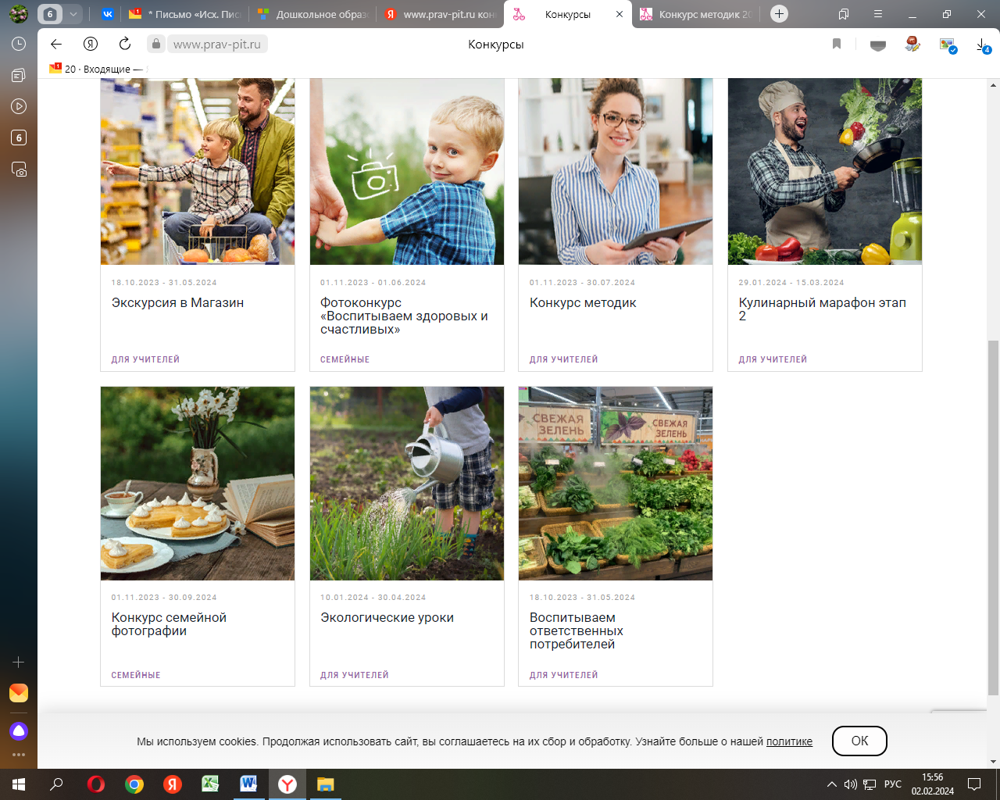 6
* Письмо «Исх. Пис
Дошкольное образ
www.prav-pit.ru кон
Конкурсы
Конкурс методик 20
www.prav-pit.ru
Конкурсы
4
20 · Входящие —
6
18.10.2023 - 31.05.2024
Экскурсия в Магазин
ДЛЯ УЧИТЕЛЕЙ
01.11.2023 - 01.06.2024
Фотоконкурс
«Воспитываем здоровых и
счастливых»
СЕМЕЙНЫЕ
01.11.2023 - 30.07.2024
Конкурс методик
ДЛЯ УЧИТЕЛЕЙ
29.01.2024 - 15.03.2024
Кулинарный марафон этап
2
ДЛЯ УЧИТЕЛЕЙ
01.11.2023 - 30.09.2024
Конкурс семейной
фотографии
СЕМЕЙНЫЕ
10.01.2024 - 30.04.2024
Экологические уроки
ДЛЯ УЧИТЕЛЕЙ
СВЕЖАЯ
ЗЕЛЕНЬ
СВЕЖАЯ
ЗЕЛЕНЬ
18.10.2023 - 31.05.2024
Воспитываем
ответственных
потребителей
ДЛЯ УЧИТЕЛЕЙ
Мы используем cookies. Продолжая использовать сайт, вы соглашаетесь на их сбор и обработку. Узнайте больше о нашей политике
OK
РУС
15:56
02.02.2024